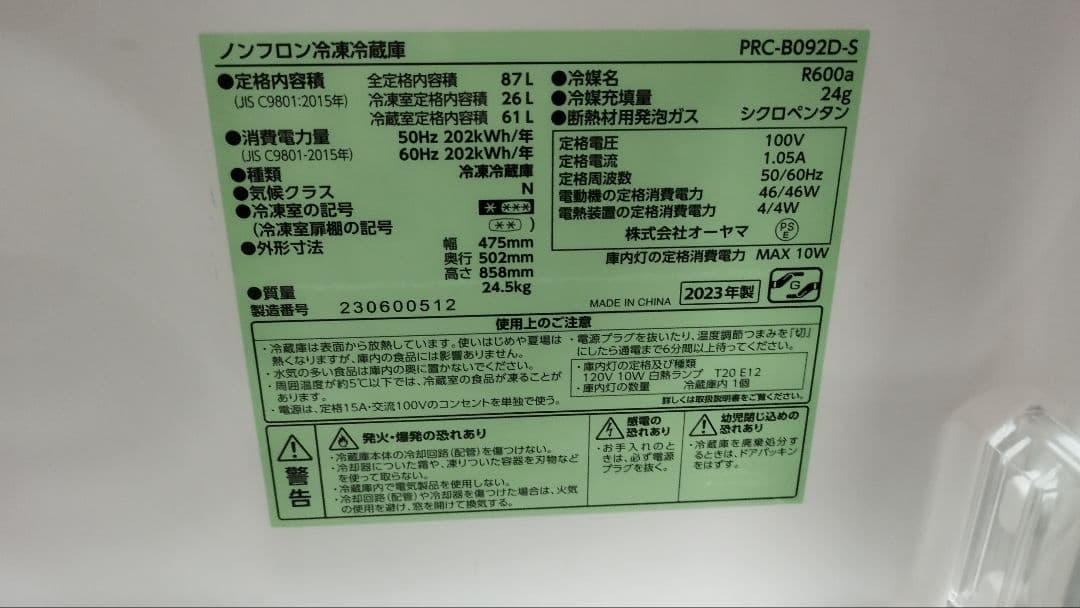 ノンフロン冷凍冷蔵庫 PRC-B092D-S
●定格内容積 全定格内容積 87L
(JIS C9801:2015年) 冷凍室定格内容積 26L
冷蔵室定格内容積 61L
●消費電力量 50Hz 202kWh/年
(JIS C9801-2015年) 60Hz 202kWh/年
●種類 冷凍冷蔵庫
●気候クラス N
●冷凍室の記号
(冷凍室扉棚の記号 )
●外形寸法 幅 475mm
奥行 502mm
高さ 858mm
●質量 24.5kg
製造番号 230600512
●冷媒名 R600a
●冷媒充填量 24g
●断熱材用発泡ガス シクロペンタン
定格電圧 100V
定格電流 1.05A
定格周波数 50/60Hz
電動機の定格消費電力 46/46W
電熱装置の定格消費電力 4/4W
株式会社オーヤマ PSE
庫内灯の定格消費電力 MAX 10W
MADE IN CHINA 2023年製 G
使用上のご注意
・冷蔵庫は表面から放熱しています。使いはじめや夏場は
熱くなりますが、庫内の食品には影響ありません。
・水気の多い食品は庫内の奥に置かないでください。
・周囲温度が約5℃以下では、冷蔵室の食品が凍ることが
あります。
・電源は、定格15A・交流100Vのコンセントを単独で使う。
・電源プラグを抜いたり、温度調節つまみを「切」
にしたら通電まで6分間以上待ってください。
・庫内灯の定格及び種類
120V 10W 白熱ランプ T20 E12
・庫内灯の数量 冷蔵庫内 1個
詳しくは取扱説明書をご覧ください。
警告
発火・爆発の恐れあり
・冷蔵庫本体の冷却回路(配管)を傷つけない。
・冷却器についた霜や、凍りついた容器を刃物など
を使って取らない。
・冷蔵庫内で電気製品を使用しない。
・冷却回路(配管)や冷却器を傷つけた場合は、火気
の使用を避け、窓を開けて換気する。
感電の
恐れあり
・お手入れのと
きは、必ず電源
プラグを抜く。
幼児閉じ込めの
恐れあり
・冷蔵庫を廃棄処分す
るときは、ドアパッキン
をはずす。